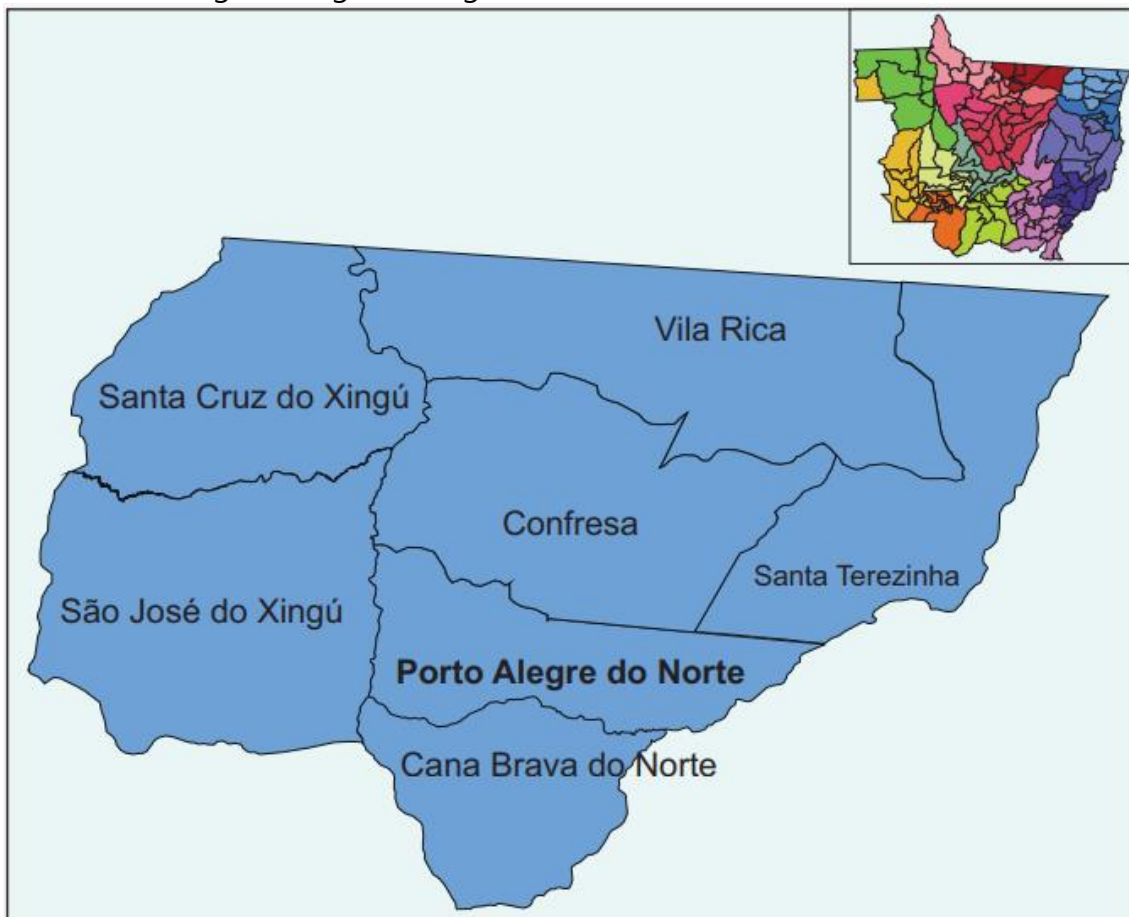 Vila Rica
Santa Cruz do Xingú
Confresa
Santa Terezinha
São José do Xingú
Porto Alegre do Norte
Cana Brava do Norte